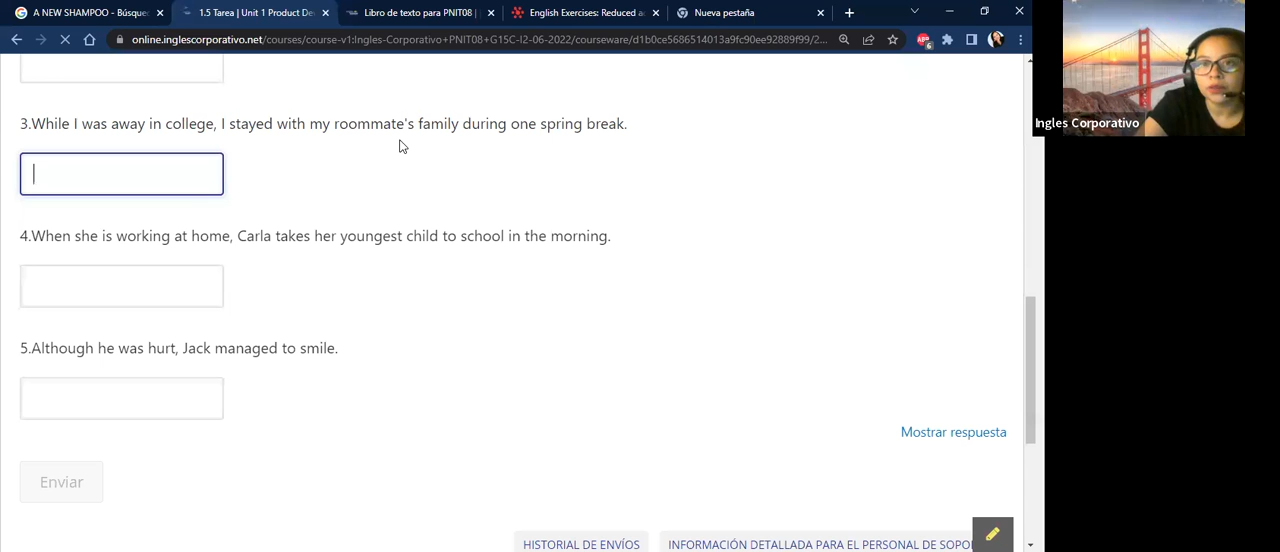 A NEW SHAMPOO - Búsque
1.5 Tarea | Unit 1 Product De
Libro de texto para PNIT08 |
English Exercises: Reduced a
Nueva pestaña
online.inglescorporativo.net/courses/course-v1:Ingles-Corporativo+PNIT08+G15C-I2-06-2022/courseware/d1b0ce5686514013a9fc90ee92889f99/2...
6
Ingles Corporativo
3.While I was away in college, I stayed with my roommate's family during one spring break.
4.When she is working at home, Carla takes her youngest child to school in the morning.
5.Although he was hurt, Jack managed to smile.
Mostrar respuesta
Enviar
HISTORIAL DE ENVÍOS
INFORMACIÓN DETALLADA PARA EL PERSONAL DE SOPO